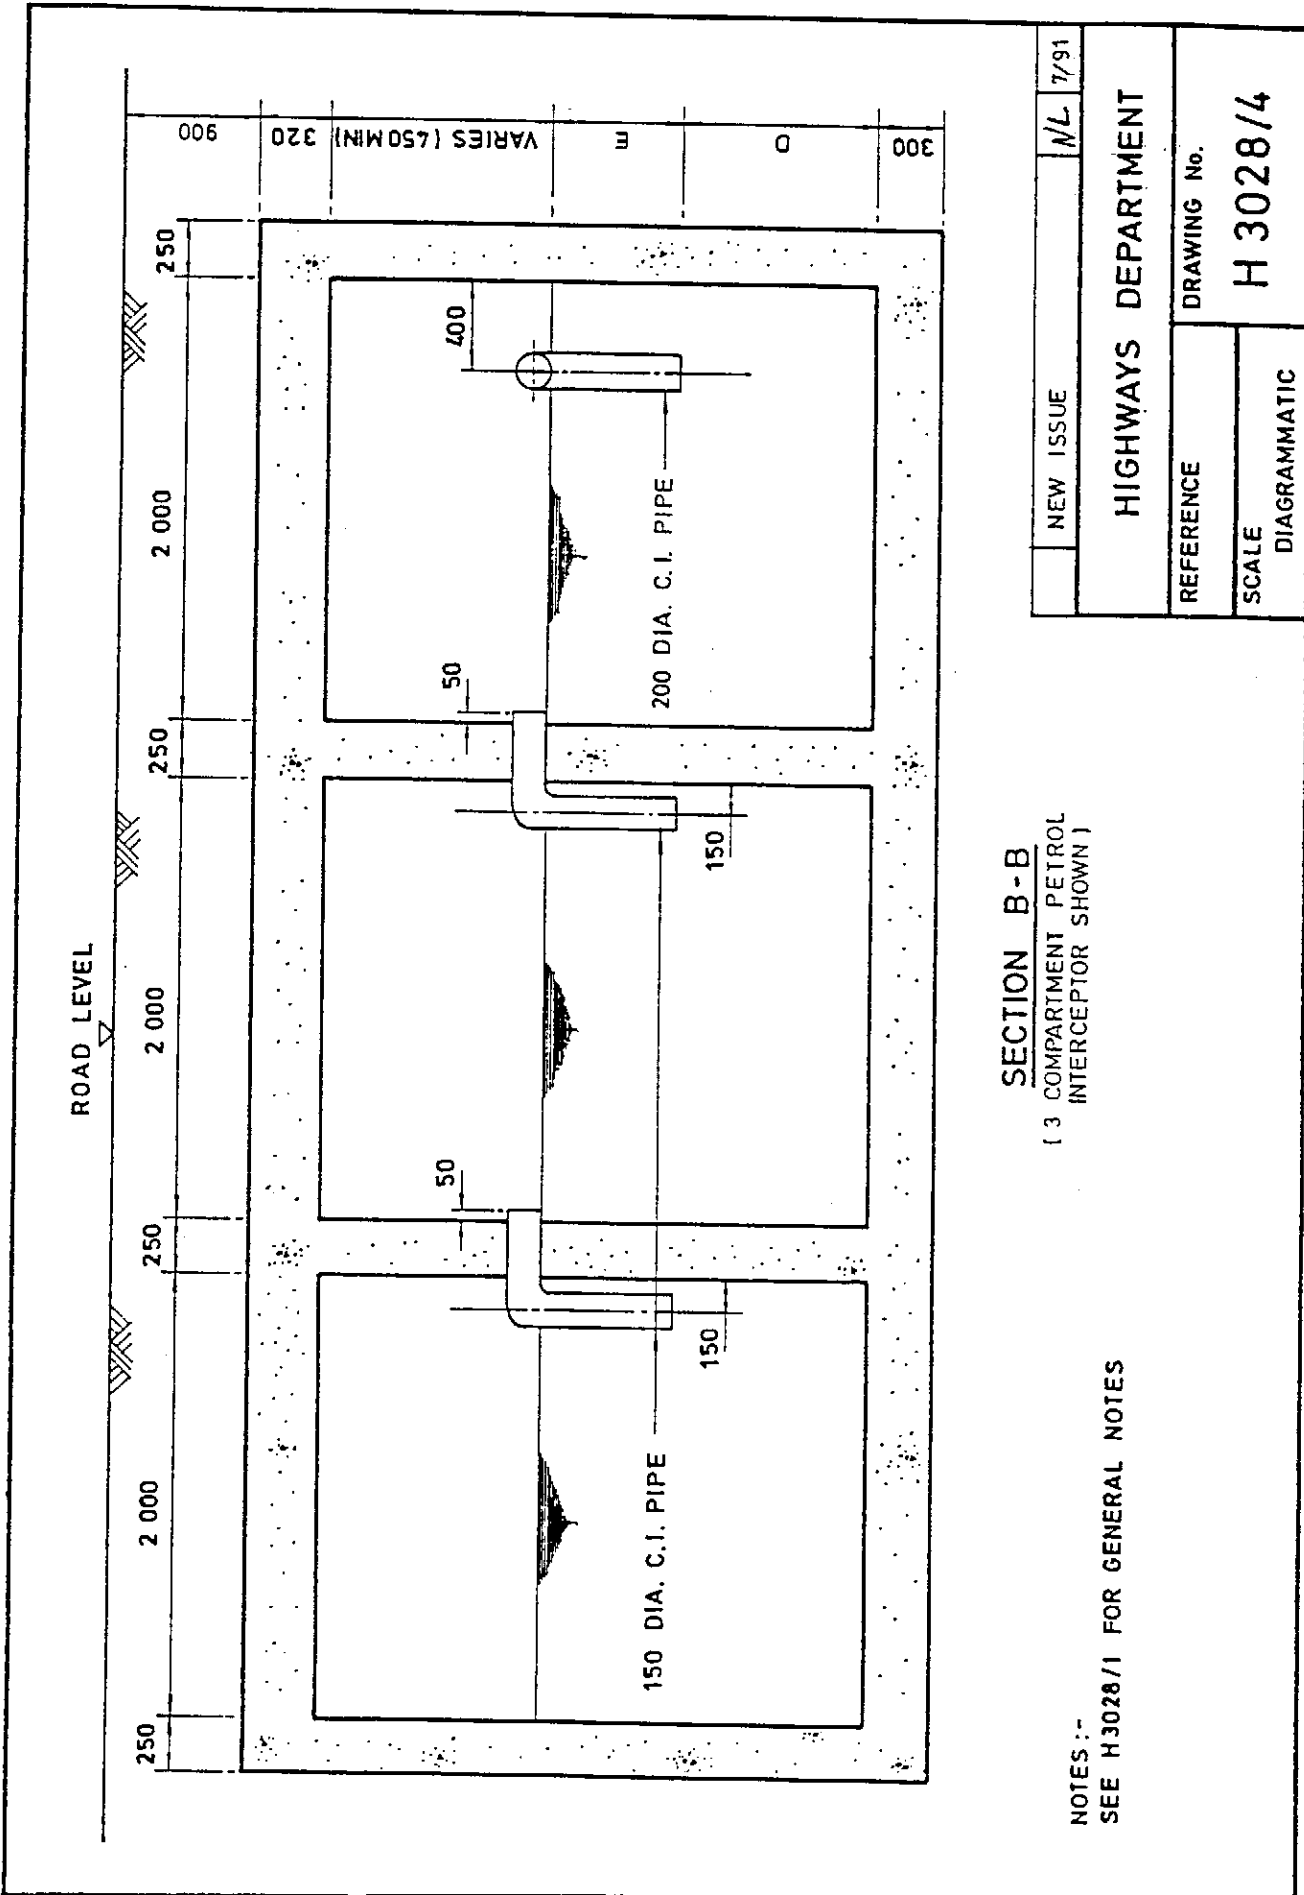 ROAD LEVEL
250
2 000
250
2 000
250
2 000
250
900
320
VARIES (450 MIN)
E
D
300
50
50
400
150
150
150 DIA. C.I. PIPE
200 DIA. C.I. PIPE
SECTION B-B
( 3 COMPARTMENT PETROL
INTERCEPTOR SHOWN )
NOTES :-
SEE H3028/1 FOR GENERAL NOTES
NEW ISSUE
7/91
HIGHWAYS DEPARTMENT
REFERENCE
DRAWING No.
H 3028/4
SCALE
DIAGRAMMATIC